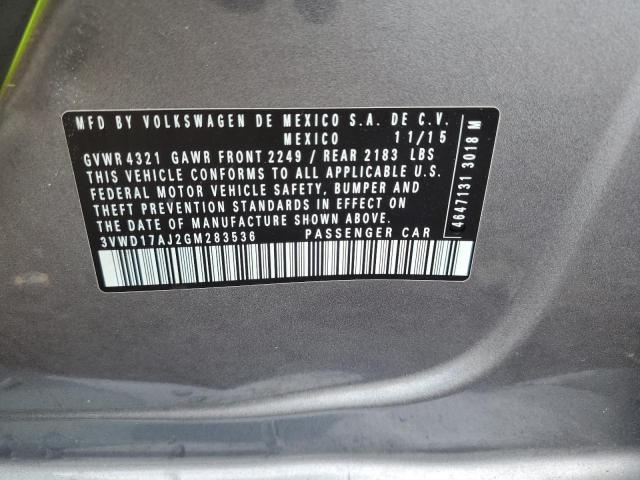 MFD BY VOLKSWAGEN DE MEXICO S.A. DE C.V.
MEXICO 11/15
GVWR 4321 GAWR FRONT 2249 / REAR 2183 LBS
THIS VEHICLE CONFORMS TO ALL APPLICABLE U.S.
FEDERAL MOTOR VEHICLE SAFETY, BUMPER AND
THEFT PREVENTION STANDARDS IN EFFECT ON
THE DATE OF MANUFACTURE SHOWN ABOVE.
3VWD17AJ2GM283536 PASSENGER CAR
4647131 3018 M